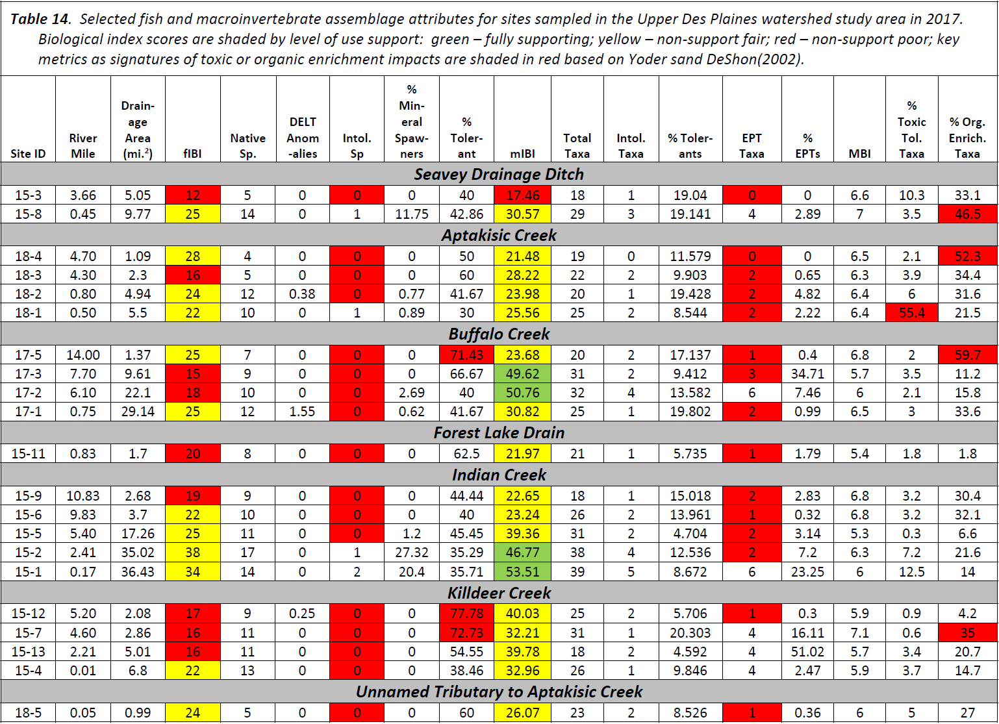 Table 14. Selected fish and macroinvertebrate assemblage attributes for sites sampled in the Upper Des Plaines watershed study area in 2017.
Biological index scores are shaded by level of use support: green – fully supporting; yellow – non-support fair; red – non-support poor; key
metrics as signatures of toxic or organic enrichment impacts are shaded in red based on Yoder sand DeShon(2002).
Site ID River Mile Drain-age Area (mi.²) fIBI Native Sp. DELT Anom-alies Intol. Sp % Min-eral Spaw-ners % Toler-ant mIBI Total Taxa Intol. Taxa % Toler-ants EPT Taxa % EPTs MBI % Toxic Tol. Taxa % Org. Enrich. Taxa
Seavey Drainage Ditch
15-3 3.66 5.05 12 5 0 0 0 40 17.46 18 1 19.04 0 0 6.6 10.3 33.1
15-8 0.45 9.77 25 14 0 1 11.75 42.86 30.57 29 3 19.141 4 2.89 7 3.5 46.5
Aptakisic Creek
18-4 4.70 1.09 28 4 0 0 0 50 21.48 19 0 11.579 0 0 6.5 2.1 52.3
18-3 4.30 2.3 16 5 0 0 0 60 28.22 22 2 9.903 2 0.65 6.3 3.9 34.4
18-2 0.80 4.94 24 12 0.38 0 0.77 41.67 23.98 20 1 19.428 2 4.82 6.4 6 31.6
18-1 0.50 5.5 22 10 0 1 0.89 30 25.56 25 2 8.544 2 2.22 6.4 55.4 21.5
Buffalo Creek
17-5 14.00 1.37 25 7 0 0 0 71.43 23.68 20 2 17.137 1 0.4 6.8 2 59.7
17-3 7.70 9.61 15 9 0 0 0 66.67 49.62 31 2 9.412 3 34.71 5.7 3.5 11.2
17-2 6.10 22.1 18 10 0 0 2.69 40 50.76 32 4 13.582 6 7.46 6 2.1 15.8
17-1 0.75 29.14 25 12 1.55 0 0.62 41.67 30.82 25 1 19.802 2 0.99 6.5 3 33.6
Forest Lake Drain
15-11 0.83 1.7 20 8 0 0 0 62.5 21.97 21 1 5.735 1 1.79 5.4 1.8 1.8
Indian Creek
15-9 10.83 2.68 19 9 0 0 0 44.44 22.65 18 1 15.018 2 2.83 6.8 3.2 30.4
15-6 9.83 3.7 22 10 0 0 0 40 23.24 26 2 13.961 1 0.32 6.8 3.2 32.1
15-5 5.40 17.26 25 11 0 0 1.2 45.45 39.36 31 2 4.704 2 3.14 5.3 0.3 6.6
15-2 2.41 35.02 38 17 0 1 27.32 35.29 46.77 38 4 12.536 2 7.2 6.3 7.2 21.6
15-1 0.17 36.43 34 14 0 2 20.4 35.71 53.51 39 5 8.672 6 23.25 6 12.5 14
Killdeer Creek
15-12 5.20 2.08 17 9 0.25 0 0 77.78 40.03 25 2 5.706 1 0.3 5.9 0.9 4.2
15-7 4.60 2.86 16 11 0 0 0 72.73 32.21 31 1 20.303 4 16.11 7.1 0.6 35
15-13 2.21 5.01 16 11 0 0 0 54.55 39.78 18 2 4.592 4 51.02 5.7 3.4 20.7
15-4 0.01 6.8 22 13 0 0 0 38.46 32.96 26 1 9.846 4 2.47 5.9 3.7 14.7
Unnamed Tributary to Aptakisic Creek
18-5 0.05 0.99 24 5 0 0 0 60 26.07 23 2 8.526 1 0.36 6 5 27